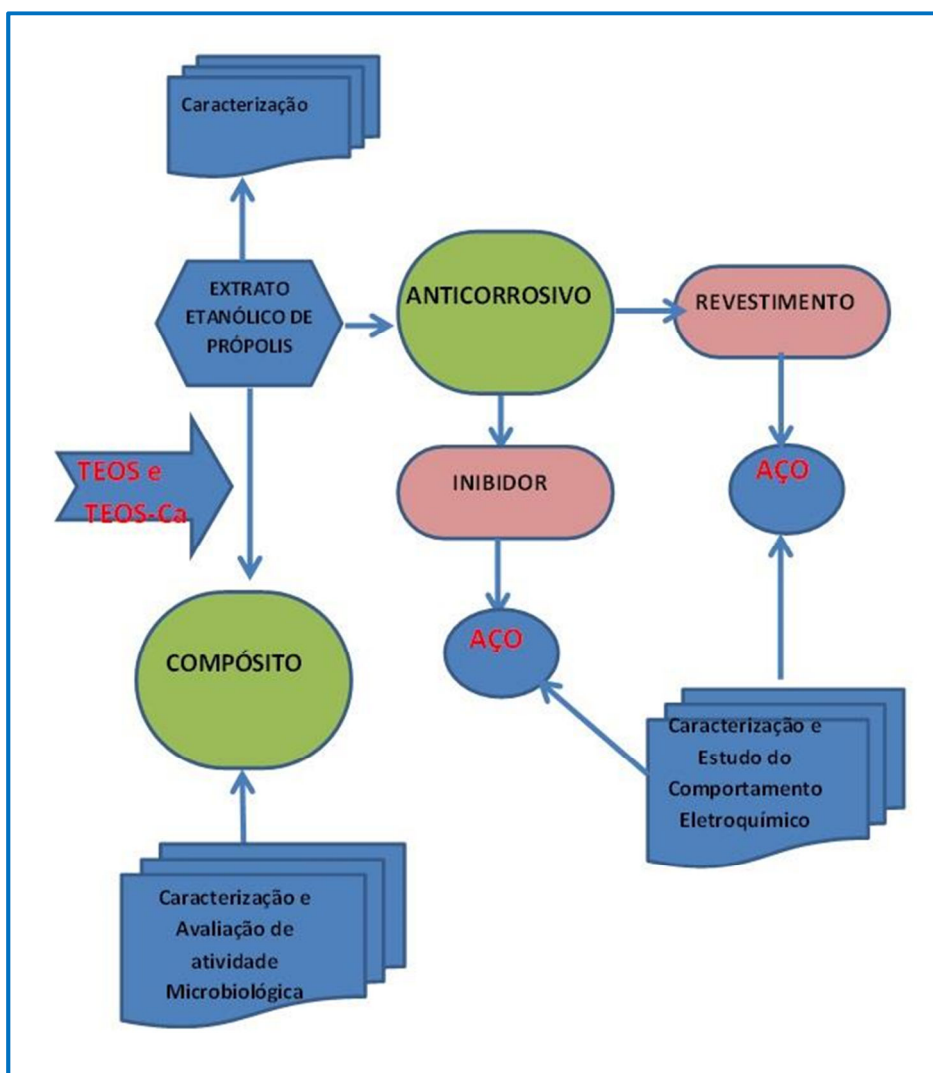 Caracterização
EXTRATO
ETANÓLICO DE
PRÓPOLIS
ANTICORROSIVO
REVESTIMENTO
TEOS e
TEOS-Ca
INIBIDOR
AÇO
AÇO
COMPÓSITO
Caracterização e
Estudo do
Comportamento
Eletroquímico
Caracterização e
Avaliação de
atividade
Microbiológica